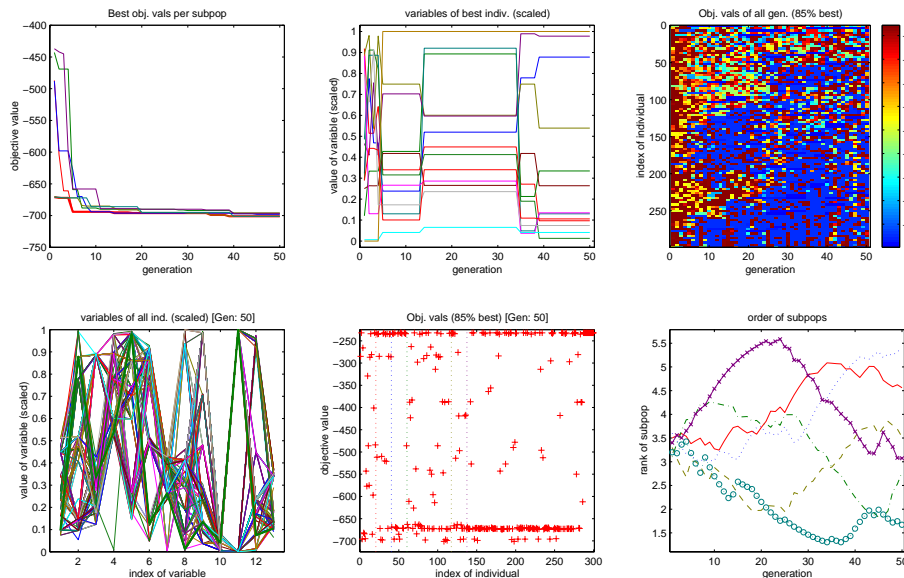 Best obj. vals per subpop
-400
-450
-500
-550
-600
-650
-700
-750
0 10 20 30 40 50
objective value
generation
variables of best indiv. (scaled)
1
0.9
0.8
0.7
0.6
0.5
0.4
0.3
0.2
0.1
0
0 10 20 30 40 50
value of variable (scaled)
generation
Obj. vals of all gen. (85% best)
0
50
100
150
200
250
0 10 20 30 40 50
index of individual
generation
variables of all ind. (scaled) [Gen: 50]
1
0.9
0.8
0.7
0.6
0.5
0.4
0.3
0.2
0.1
0
2 4 6 8 10 12
value of variable (scaled)
index of variable
Obj. vals (85% best) [Gen: 50]
-250
-300
-350
-400
-450
-500
-550
-600
-650
-700
0 50 100 150 200 250 300
objective value
index of individual
order of subpops
5.5
5
4.5
4
3.5
3
2.5
2
1.5
0 10 20 30 40 50
rank of subpop
generation